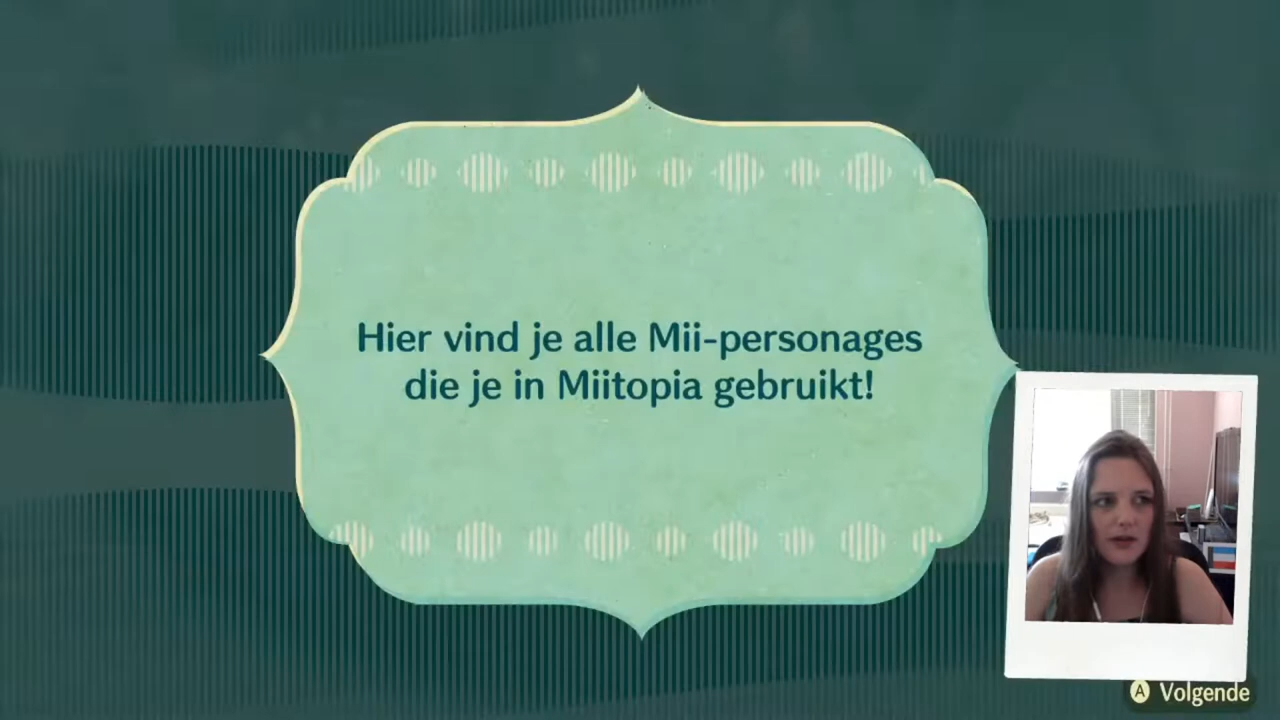 Hier vind je alle Mii-personages
die je in Miitopia gebruikt!
A Volgende